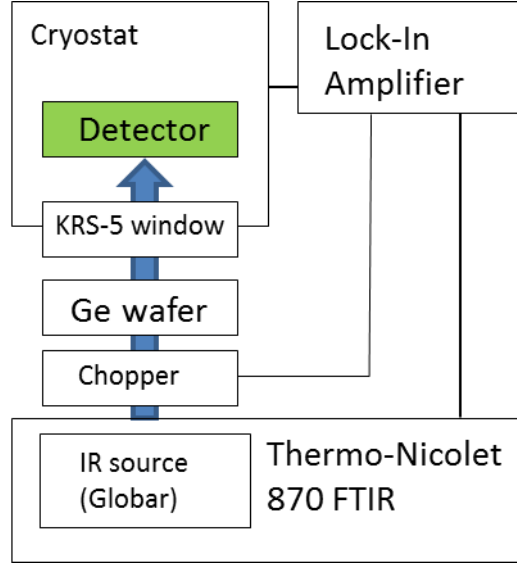 Cryostat
Lock-In
Amplifier
Detector
KRS-5 window
Ge wafer
Chopper
IR source
(Globar)
Thermo-Nicolet
870 FTIR